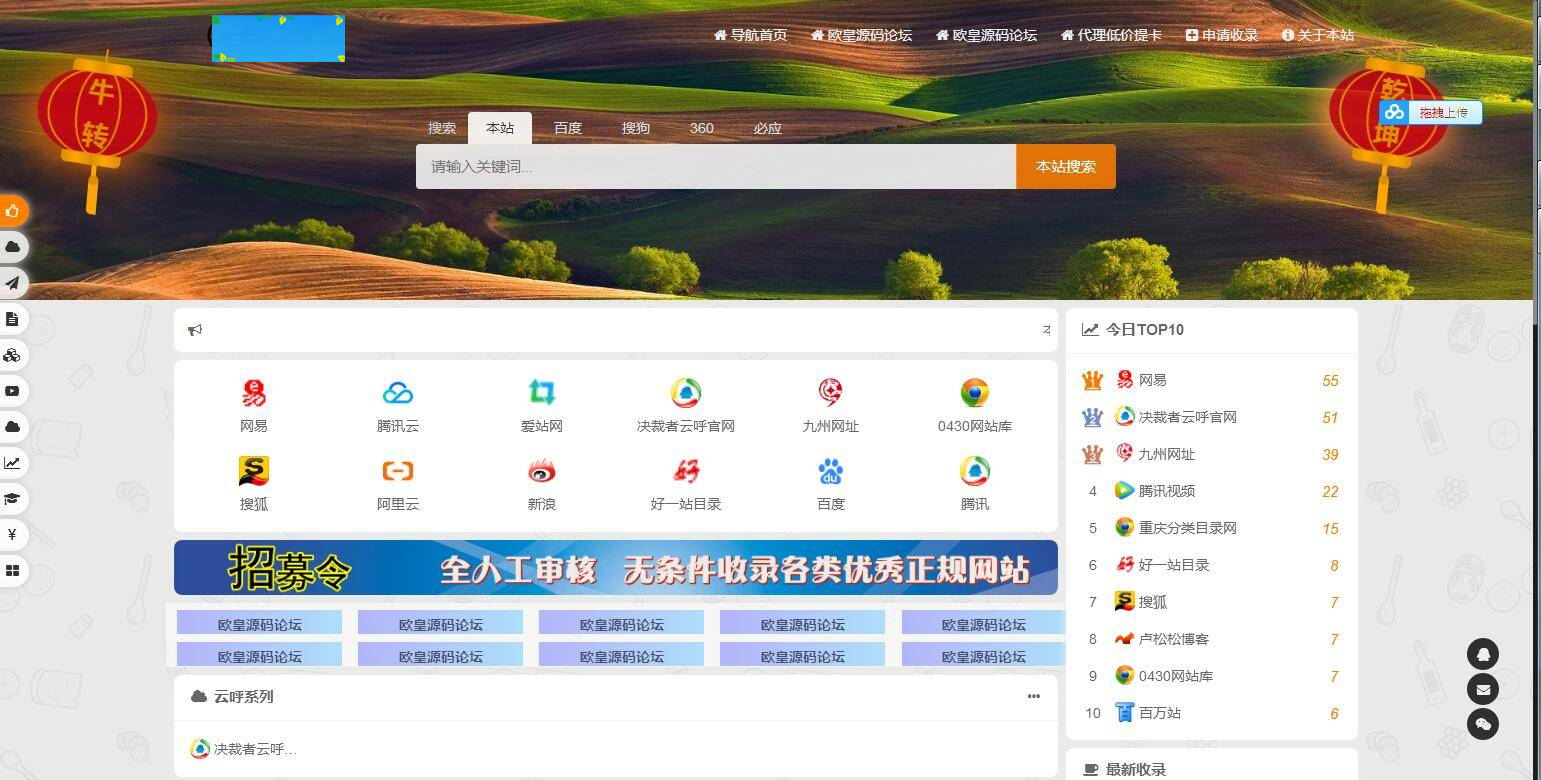 导航首页 欧皇源码论坛 欧皇源码论坛 代理低价提卡 申请收录 关于本站
牛转
乾坤
拖拽上传
搜索 本站 百度 搜狗 360 必应
请输入关键词... 本站搜索
网易 腾讯云 爱站网 决裁者云呼官网 九州网址 0430网站库
搜狐 阿里云 新浪 好一站目录 百度 腾讯
招募令 全人工审核 无条件收录各类优秀正规网站
欧皇源码论坛 欧皇源码论坛 欧皇源码论坛 欧皇源码论坛 欧皇源码论坛
欧皇源码论坛 欧皇源码论坛 欧皇源码论坛 欧皇源码论坛 欧皇源码论坛
云呼系列
决裁者云呼...
今日TOP10
1 网易 55
2 决裁者云呼官网 51
3 九州网址 39
4 腾讯视频 22
5 重庆分类目录网 15
6 好一站目录 8
7 搜狐 7
8 卢松松博客 7
9 0430网站库 7
10 百万站 6
最新收录